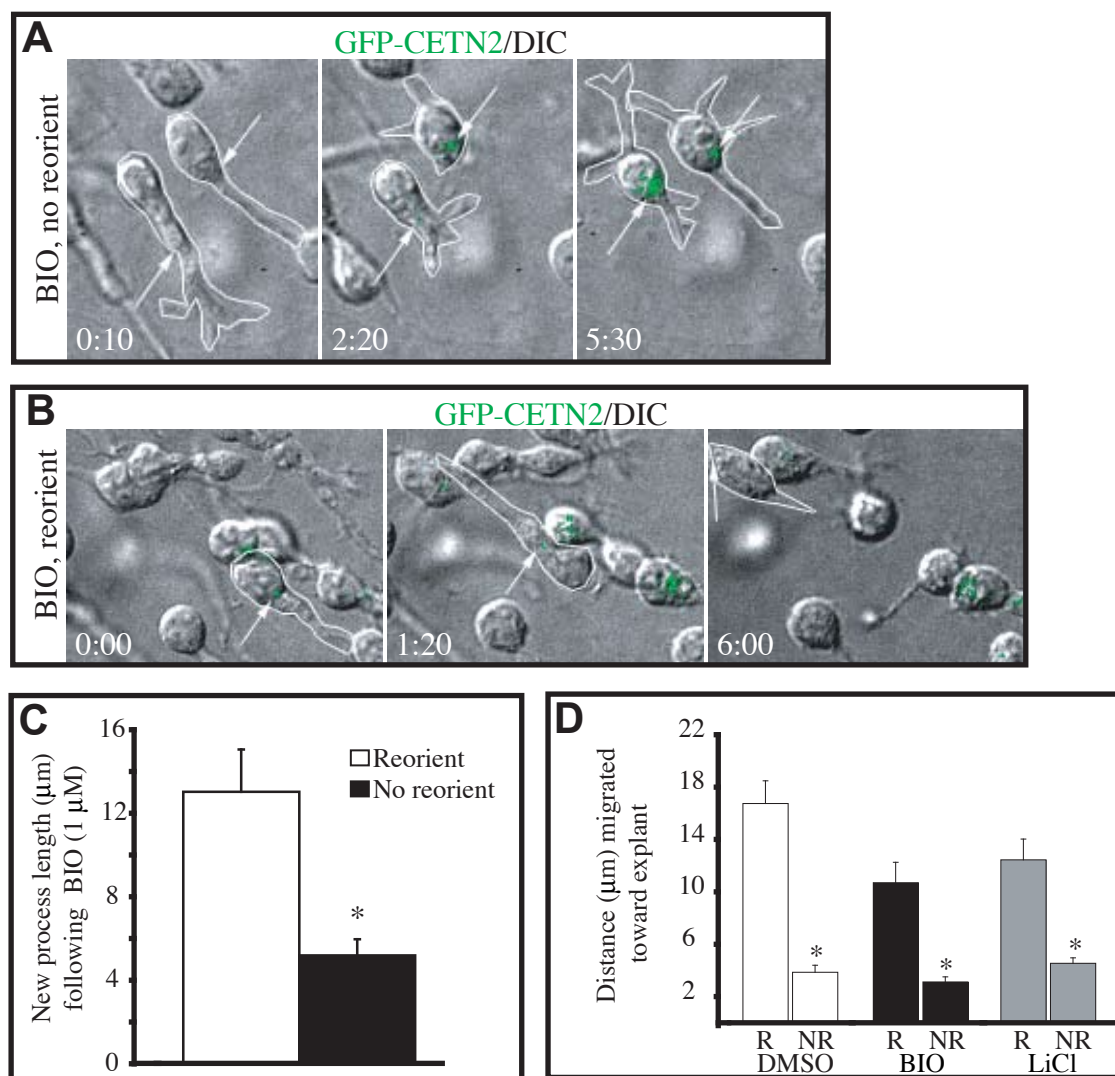 A
GFP-CETN2/DIC
BIO, no reorient
0:10
2:20
5:30
B
GFP-CETN2/DIC
BIO, reorient
0:00
1:20
6:00
C
New process length (μm)
following BIO (1 μM)
16
12
8
4
0
Reorient
No reorient
*
D
Distance (μm) migrated
toward explant
22
18
14
10
6
2
*
*
*
R NR R NR R NR
DMSO BIO LiCl